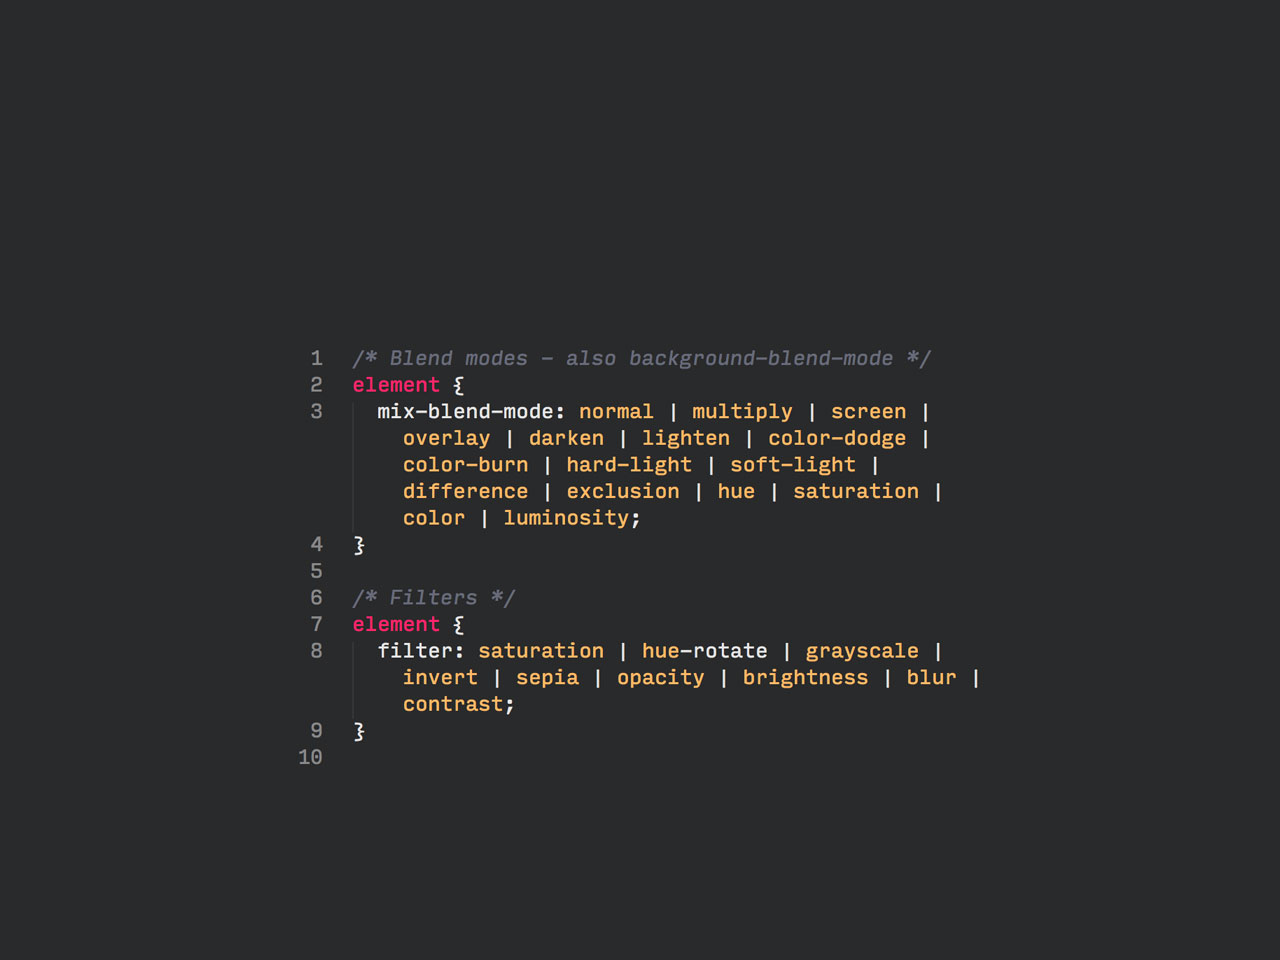 1 /* Blend modes – also background-blend-mode */
2 element {
3 mix-blend-mode: normal | multiply | screen |
overlay | darken | lighten | color-dodge |
color-burn | hard-light | soft-light |
difference | exclusion | hue | saturation |
color | luminosity;
4 }
5
6 /* Filters */
7 element {
8 filter: saturation | hue-rotate | grayscale |
invert | sepia | opacity | brightness | blur |
contrast;
9 }
10